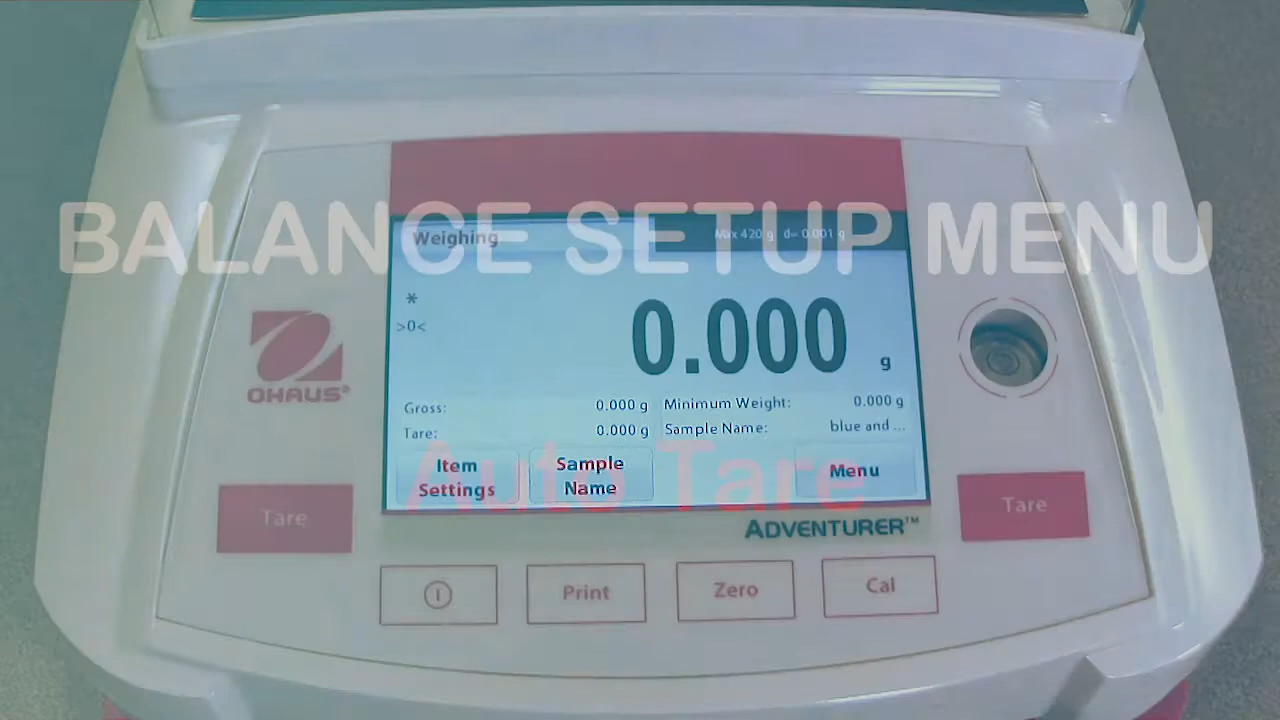 BALANCE SETUP MENU
Weighing
Max 420 g d= 0.001 g
*
>0<
0.000 g
OHAUS®
Gross: 0.000 g
Minimum Weight: 0.000 g
Tare: 0.000 g
Sample Name: blue and ...
Auto Tare
Item
Settings
Sample
Name
Menu
Tare
Tare
ADVENTURER™
Print
Zero
Cal